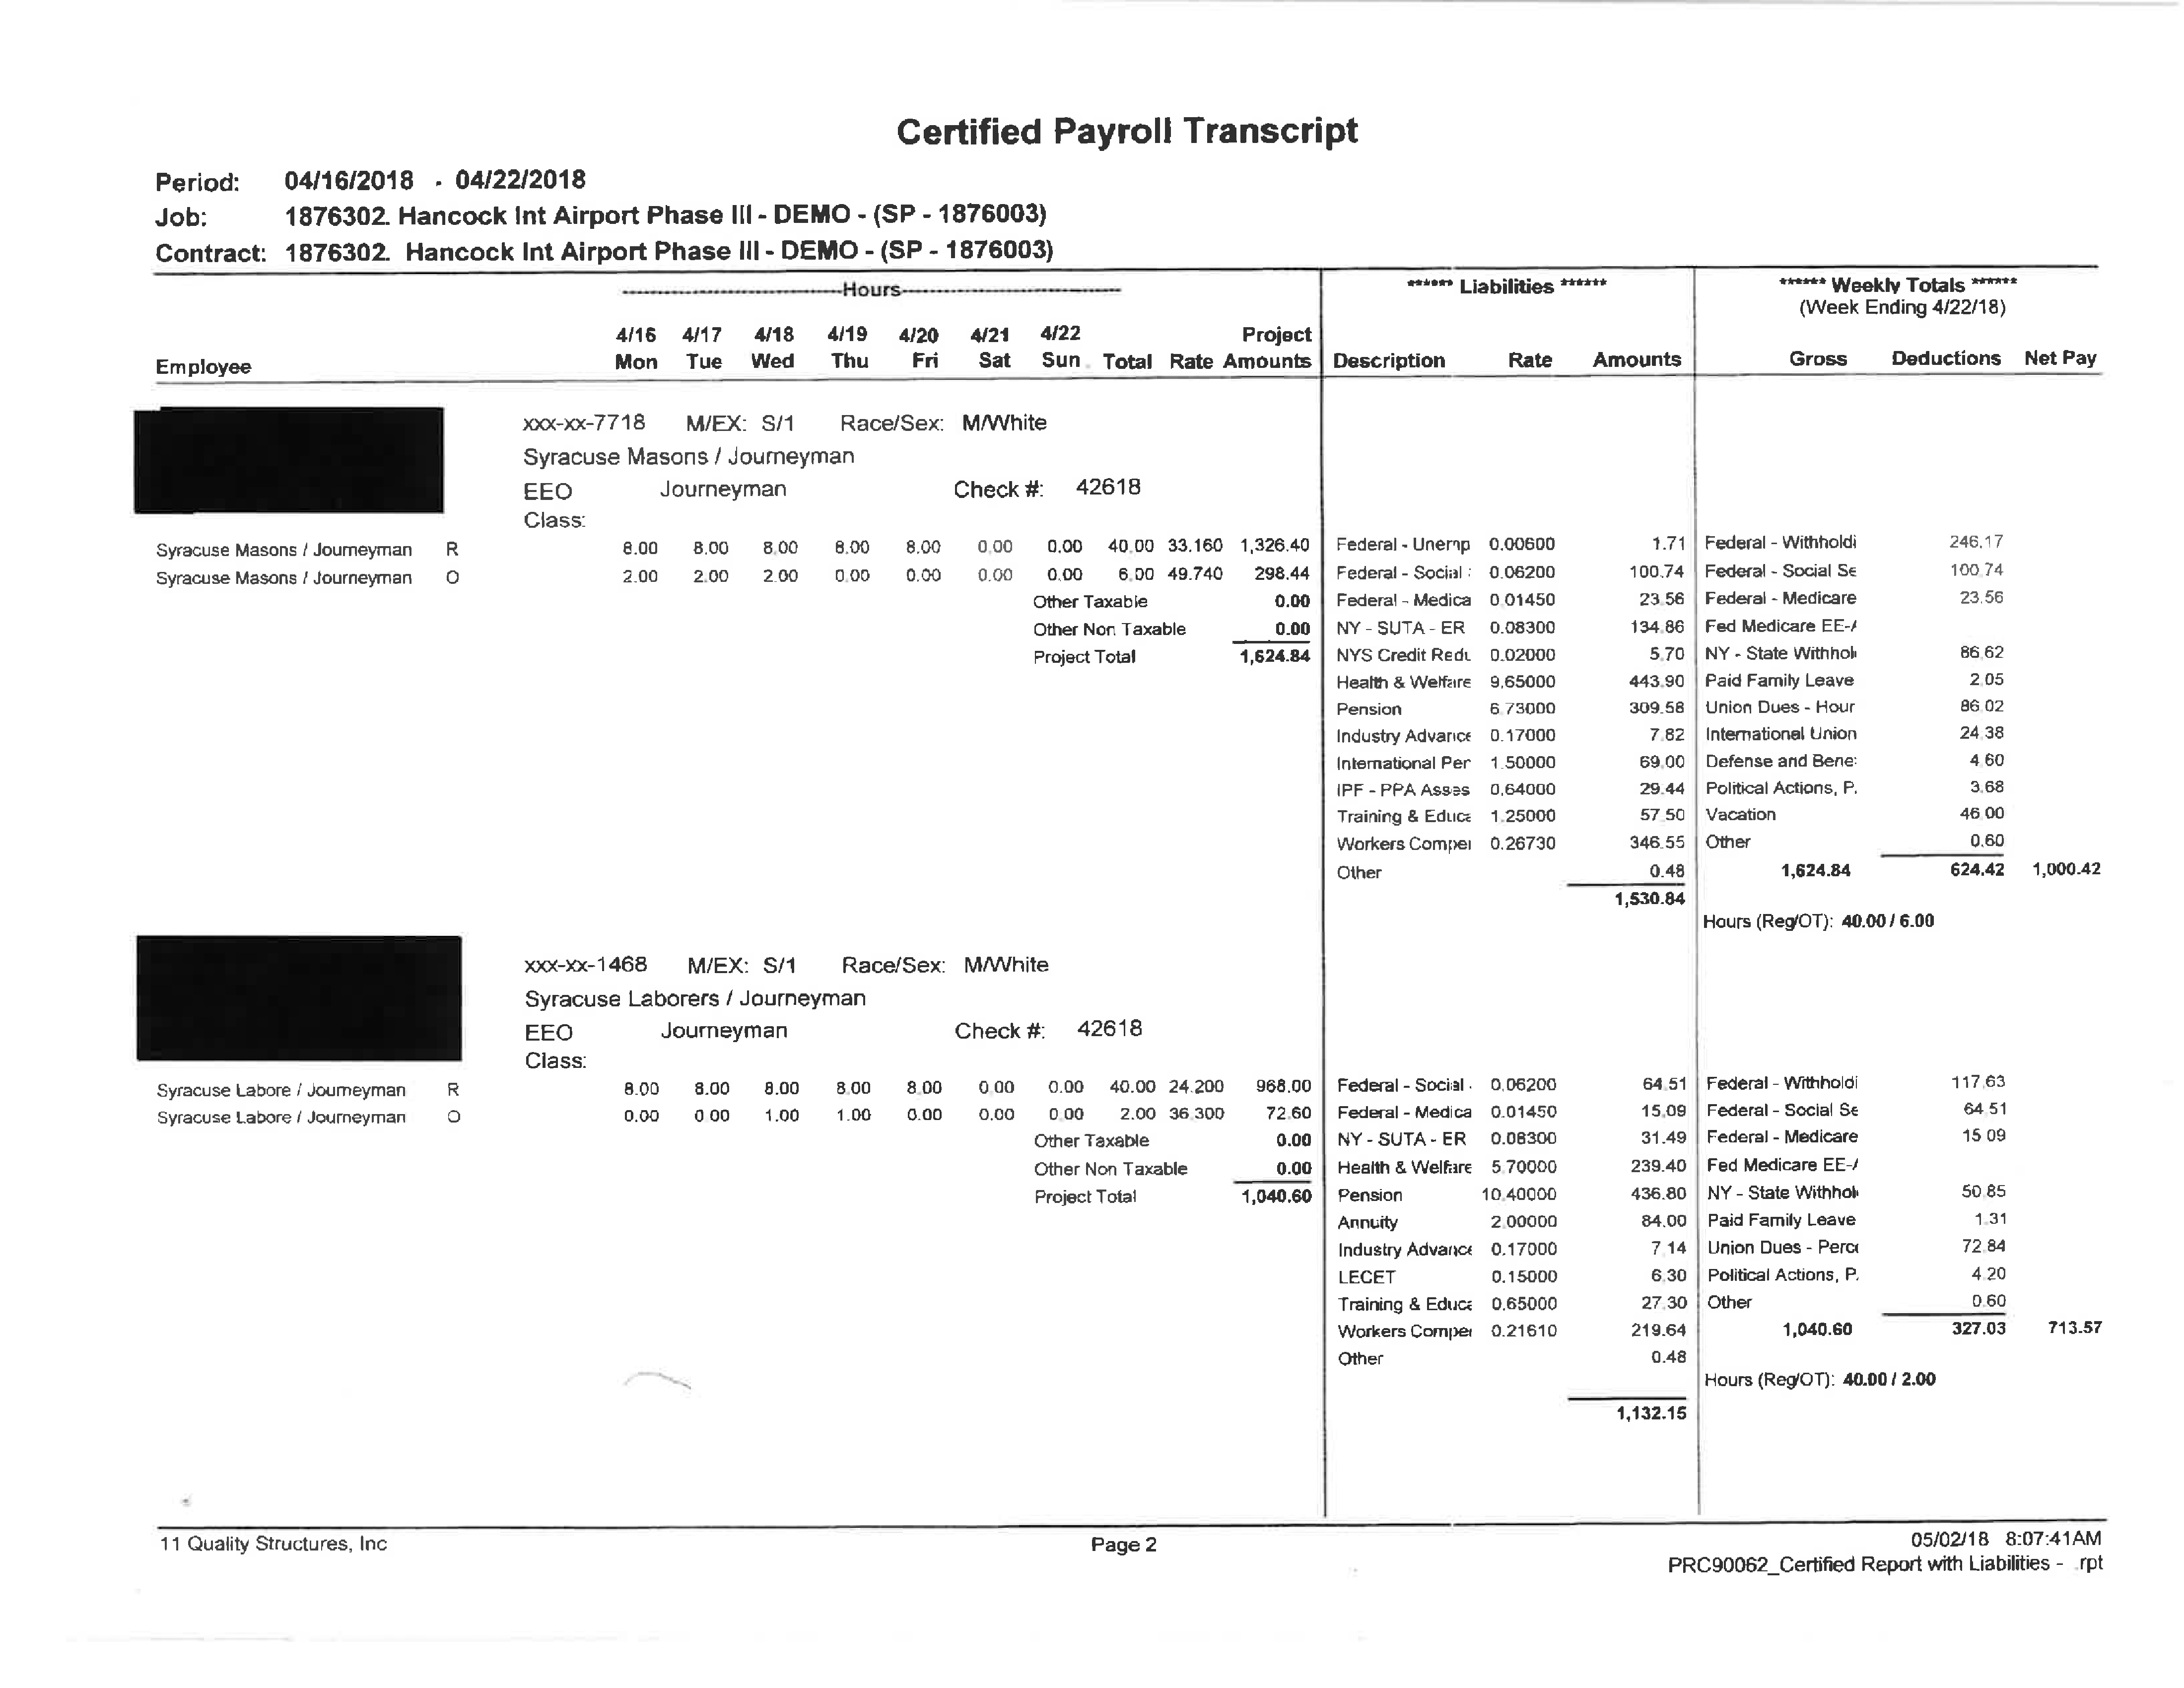 Certified Payroll Transcript
Period: 04/16/2018 - 04/22/2018
Job: 1876302. Hancock Int Airport Phase III - DEMO - (SP - 1876003)
Contract: 1876302. Hancock Int Airport Phase III - DEMO - (SP - 1876003)
Hours ****** Liabilities ****** ****** Weekly Totals ******
(Week Ending 4/22/18)
4/16 4/17 4/18 4/19 4/20 4/21 4/22 Project
Employee Mon Tue Wed Thu Fri Sat Sun Total Rate Amounts Description Rate Amounts Gross Deductions Net Pay
xxx-xx-7718 M/EX: S/1 Race/Sex: M/White
Syracuse Masons / Journeyman
EEO Journeyman Check #: 42618
Class:
Syracuse Masons / Journeyman R 8.00 8.00 8.00 8.00 8.00 0.00 0.00 40.00 33.160 1,326.40 Federal - Unemp 0.00600 1.71 Federal - Withholdi 246.17
Syracuse Masons / Journeyman O 2.00 2.00 2.00 0.00 0.00 0.00 0.00 6.00 49.740 298.44 Federal - Social 0.06200 100.74 Federal - Social Se 100.74
Other Taxable 0.00 Federal - Medica 0.01450 23.56 Federal - Medicare 23.56
Other Non Taxable 0.00 NY - SUTA - ER 0.08300 134.86 Fed Medicare EE-A
Project Total 1,624.84 NYS Credit Redu 0.02000 5.70 NY - State Withhol 86.62
Health & Welfare 9.65000 443.90 Paid Family Leave 2.05
Pension 6.73000 309.58 Union Dues - Hour 86.02
Industry Advance 0.17000 7.82 International Union 24.38
International Per 1.50000 69.00 Defense and Bene 4.60
IPF - PPA Asses 0.64000 29.44 Political Actions, P. 3.68
Training & Educa 1.25000 57.50 Vacation 46.00
Workers Compe 0.26730 346.55 Other 0.60
Other 0.48 1,624.84 624.42 1,000.42
1,530.84
Hours (Reg/OT): 40.00 / 6.00
xxx-xx-1468 M/EX: S/1 Race/Sex: M/White
Syracuse Laborers / Journeyman
EEO Journeyman Check #: 42618
Class:
Syracuse Labore / Journeyman R 8.00 8.00 8.00 8.00 8.00 0.00 0.00 40.00 24.200 968.00 Federal - Social 0.06200 64.51 Federal - Withholdi 117.63
Syracuse Labore / Journeyman O 0.00 0.00 1.00 1.00 0.00 0.00 0.00 2.00 36.300 72.60 Federal - Medica 0.01450 15.09 Federal - Social Se 64.51
Other Taxable 0.00 NY - SUTA - ER 0.08300 31.49 Federal - Medicare 15.09
Other Non Taxable 0.00 Health & Welfare 5.70000 239.40 Fed Medicare EE-A
Project Total 1,040.60 Pension 10.40000 436.80 NY - State Withhol 50.85
Annuity 2.00000 84.00 Paid Family Leave 1.31
Industry Advance 0.17000 7.14 Union Dues - Perce 72.84
LECET 0.15000 6.30 Political Actions, P. 4.20
Training & Educa 0.65000 27.30 Other 0.60
Workers Compe 0.21610 219.64 1,040.60 327.03 713.57
Other 0.48
Hours (Reg/OT): 40.00 / 2.00
1,132.15
11 Quality Structures, Inc Page 2 05/02/18 8:07:41AM
PRC90062_Certified Report with Liabilities - .rpt